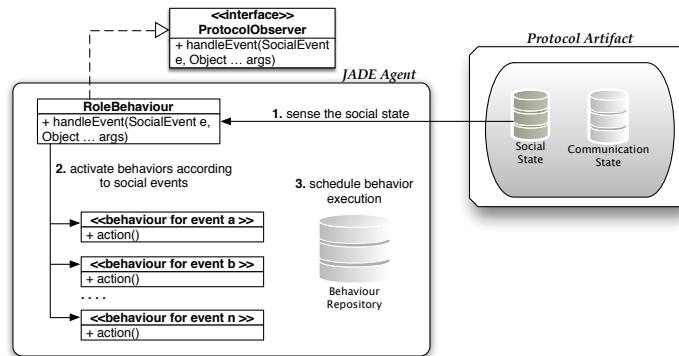 <<interface>>
ProtocolObserver
+ handleEvent(SocialEvent
e, Object ... args)
Protocol Artifact
JADE Agent
RoleBehaviour
+ handleEvent(SocialEvent e,
Object ... args)
1. sense the social state
Social
State
Communication
State
2. activate behaviors according
to social events
3. schedule behavior
execution
<<behaviour for event a >>
+ action()
<<behaviour for event b >>
+ action()
. . . .
<<behaviour for event n >>
+ action()
Behaviour
Repository